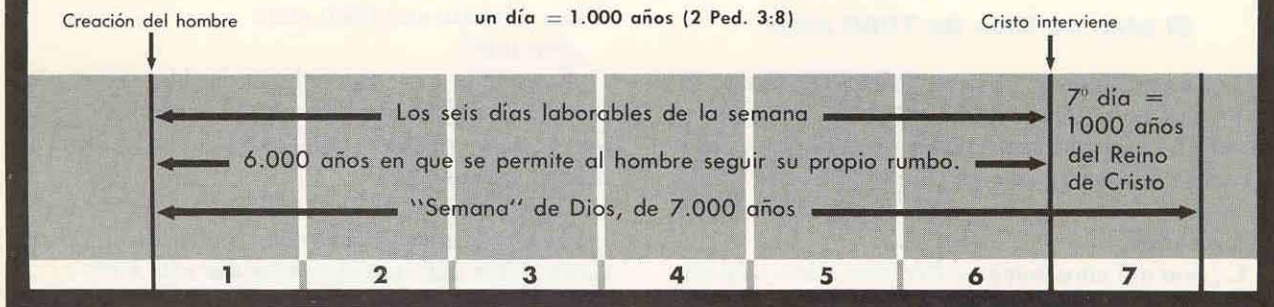 un día = 1.000 años (2 Ped. 3:8)
Creación del hombre
Cristo interviene
Los seis días laborables de la semana
6.000 años en que se permite al hombre seguir su propio rumbo.
"Semana" de Dios, de 7.000 años
7º día =
1000 años
del Reino
de Cristo
1 2 3 4 5 6 7